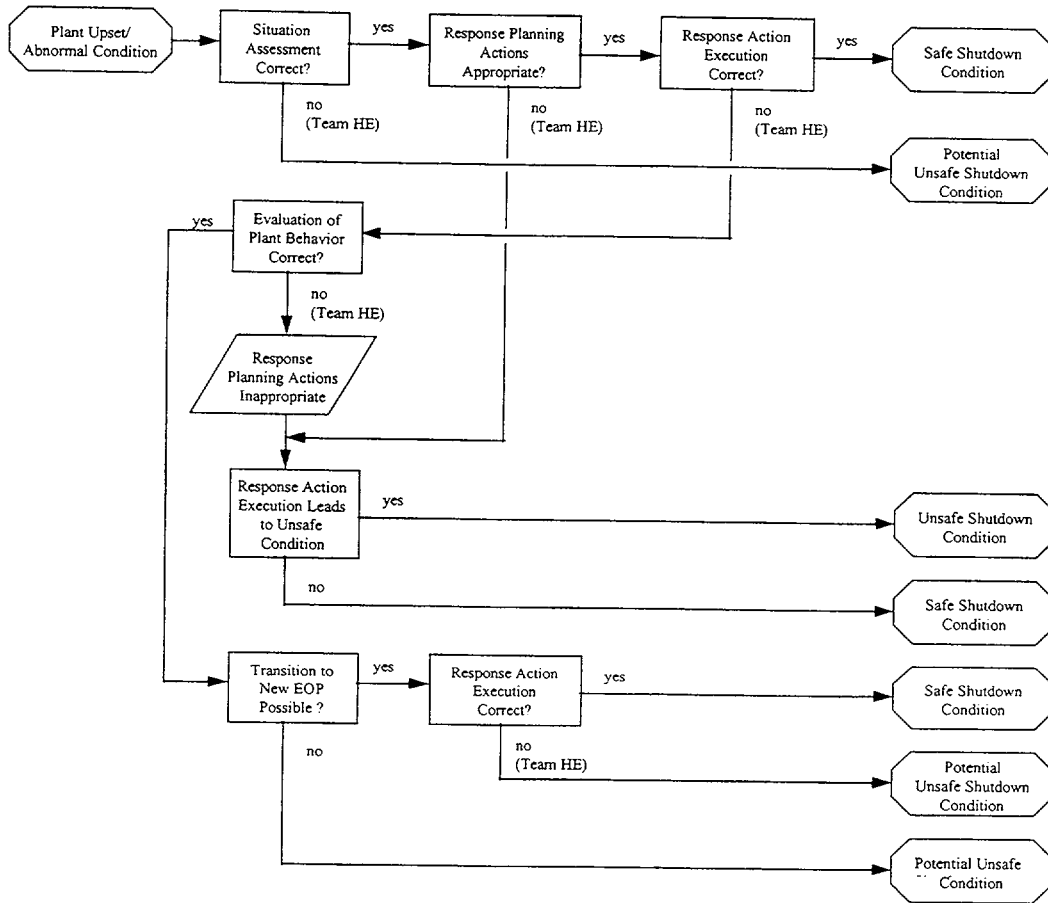 Plant Upset/
Abnormal Condition
Situation
Assessment
Correct?
yes
Response Planning
Actions
Appropriate?
yes
Response Action
Execution
Correct?
yes
Safe Shutdown
Condition
no
(Team HE)
no
(Team HE)
no
(Team HE)
Potential
Unsafe Shutdown
Condition
yes
Evaluation of
Plant Behavior
Correct?
no
(Team HE)
Response
Planning Actions
Inappropriate
Response Action
Execution Leads
to Unsafe
Condition
yes
Unsafe Shutdown
Condition
no
Safe Shutdown
Condition
Transition to
New EOP
Possible ?
yes
Response Action
Execution
Correct?
yes
Safe Shutdown
Condition
no
no
(Team HE)
Potential
Unsafe Shutdown
Condition
Potential Unsafe
Condition